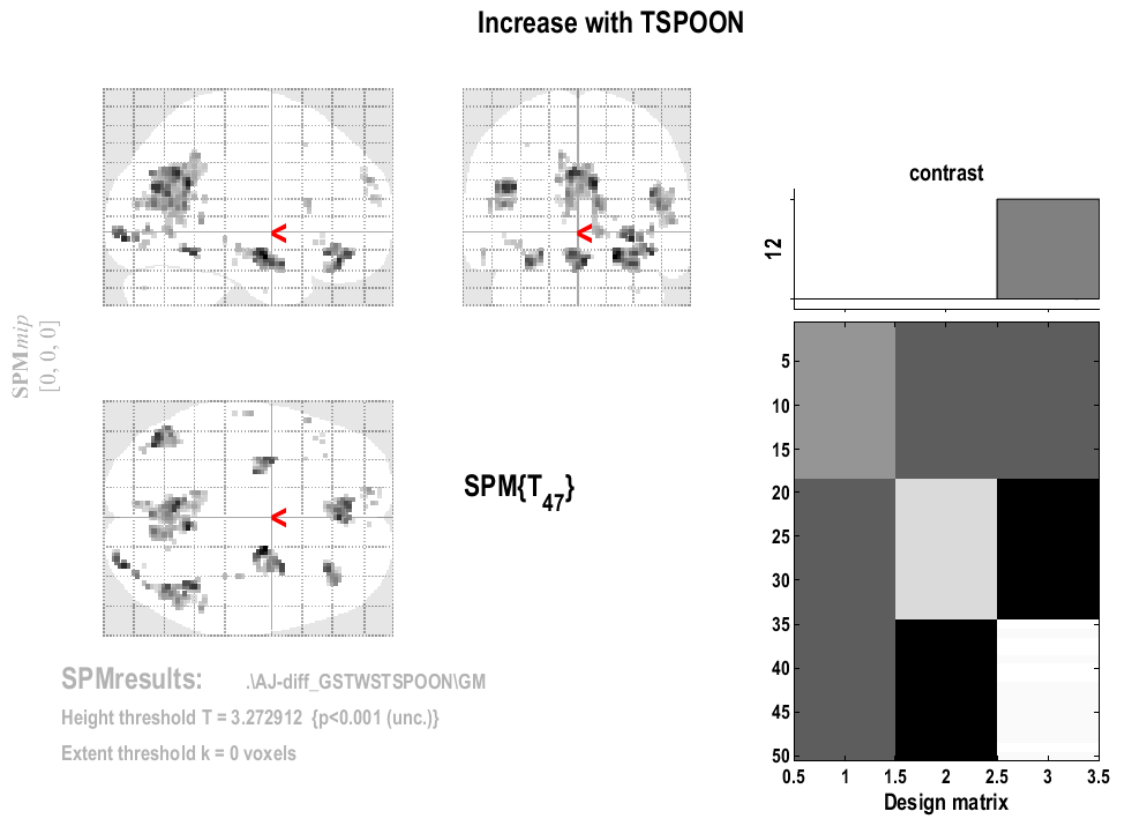 Increase with TSPOON
<
<
SPMmip
[0, 0, 0]
<
SPM{T47}
contrast
12
5
10
15
20
25
30
35
40
45
50
0.5 1 1.5 2 2.5 3 3.5
Design matrix
SPMresults: .\AJ-diff_GSTWSTSPOON\GM
Height threshold T = 3.272912 {p<0.001 (unc.)}
Extent threshold k = 0 voxels